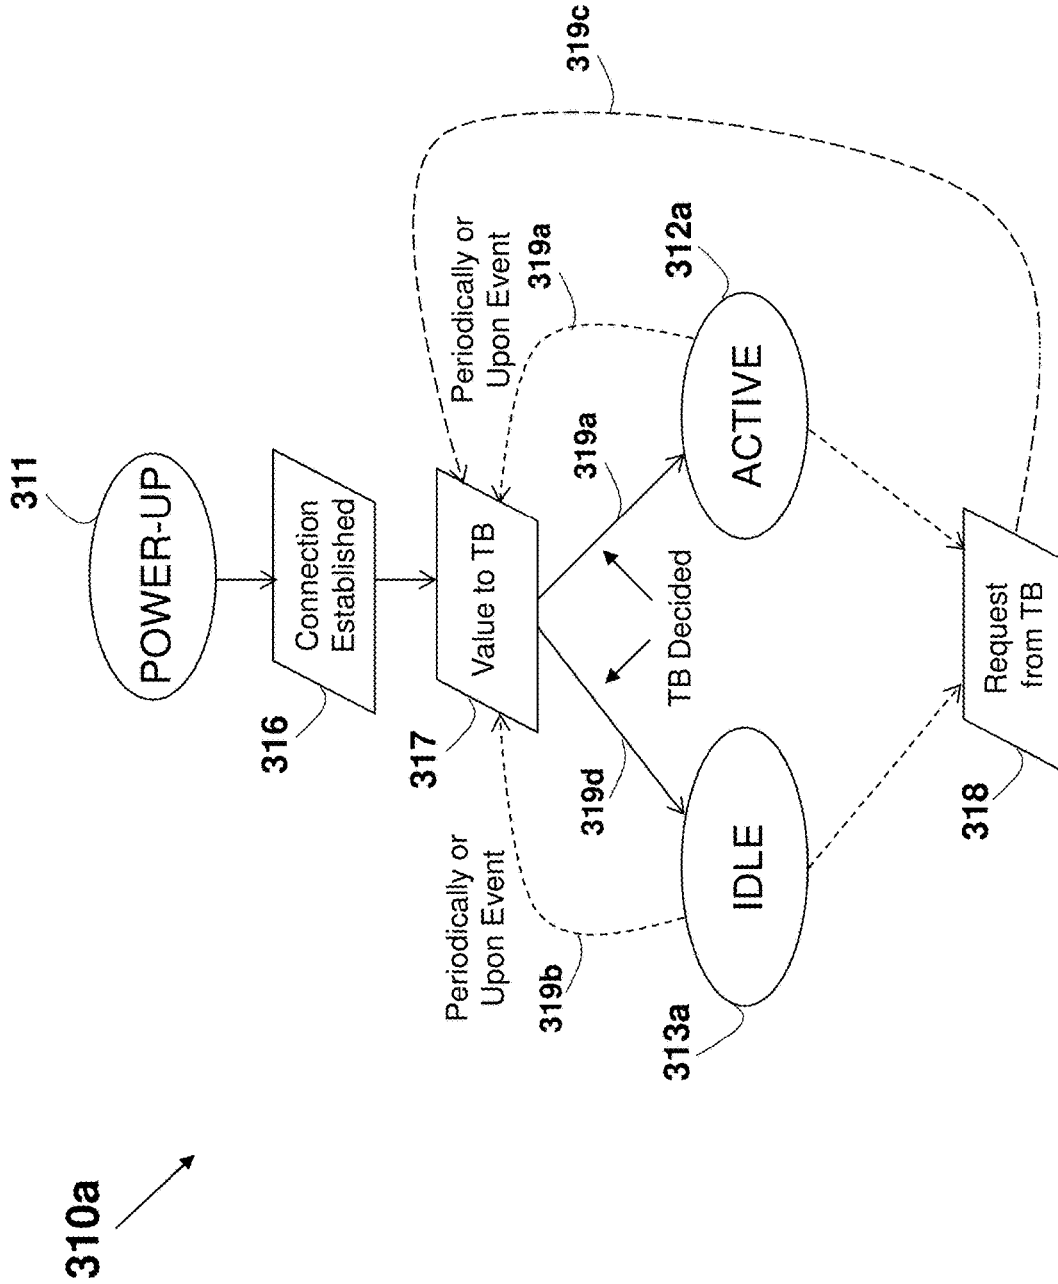 310a
311
POWER-UP
316
Connection
Established
317
Value to TB
Periodically or
Upon Event
319b
Periodically or
Upon Event
319a
319c
319d
TB Decided
319a
313a
IDLE
312a
ACTIVE
318
Request
from TB